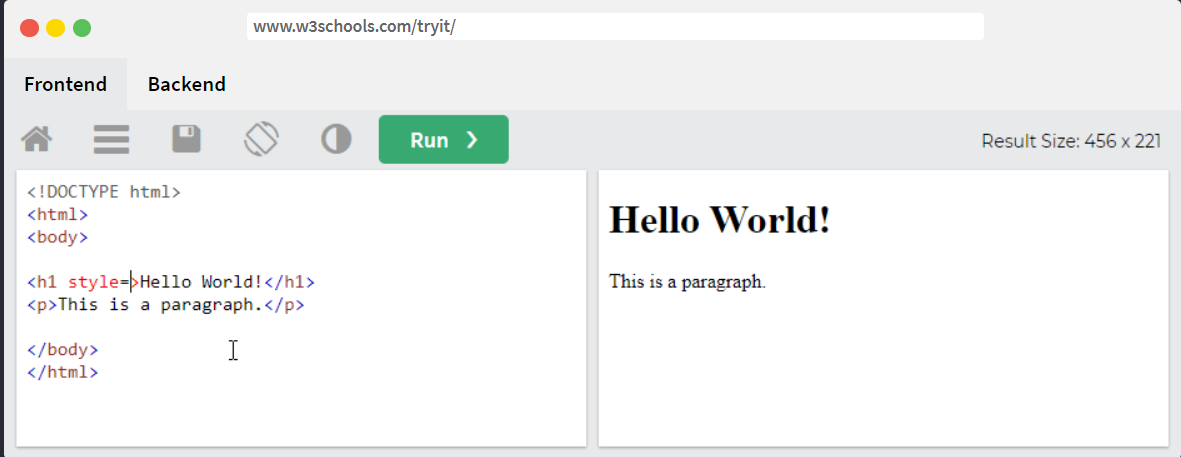 www.w3schools.com/tryit/
Frontend Backend
Run ❯ Result Size: 456 x 221
<!DOCTYPE html>
<html>
<body>
<h1 style=>Hello World!</h1>
<p>This is a paragraph.</p>
</body>
</html>
Hello World!
This is a paragraph.